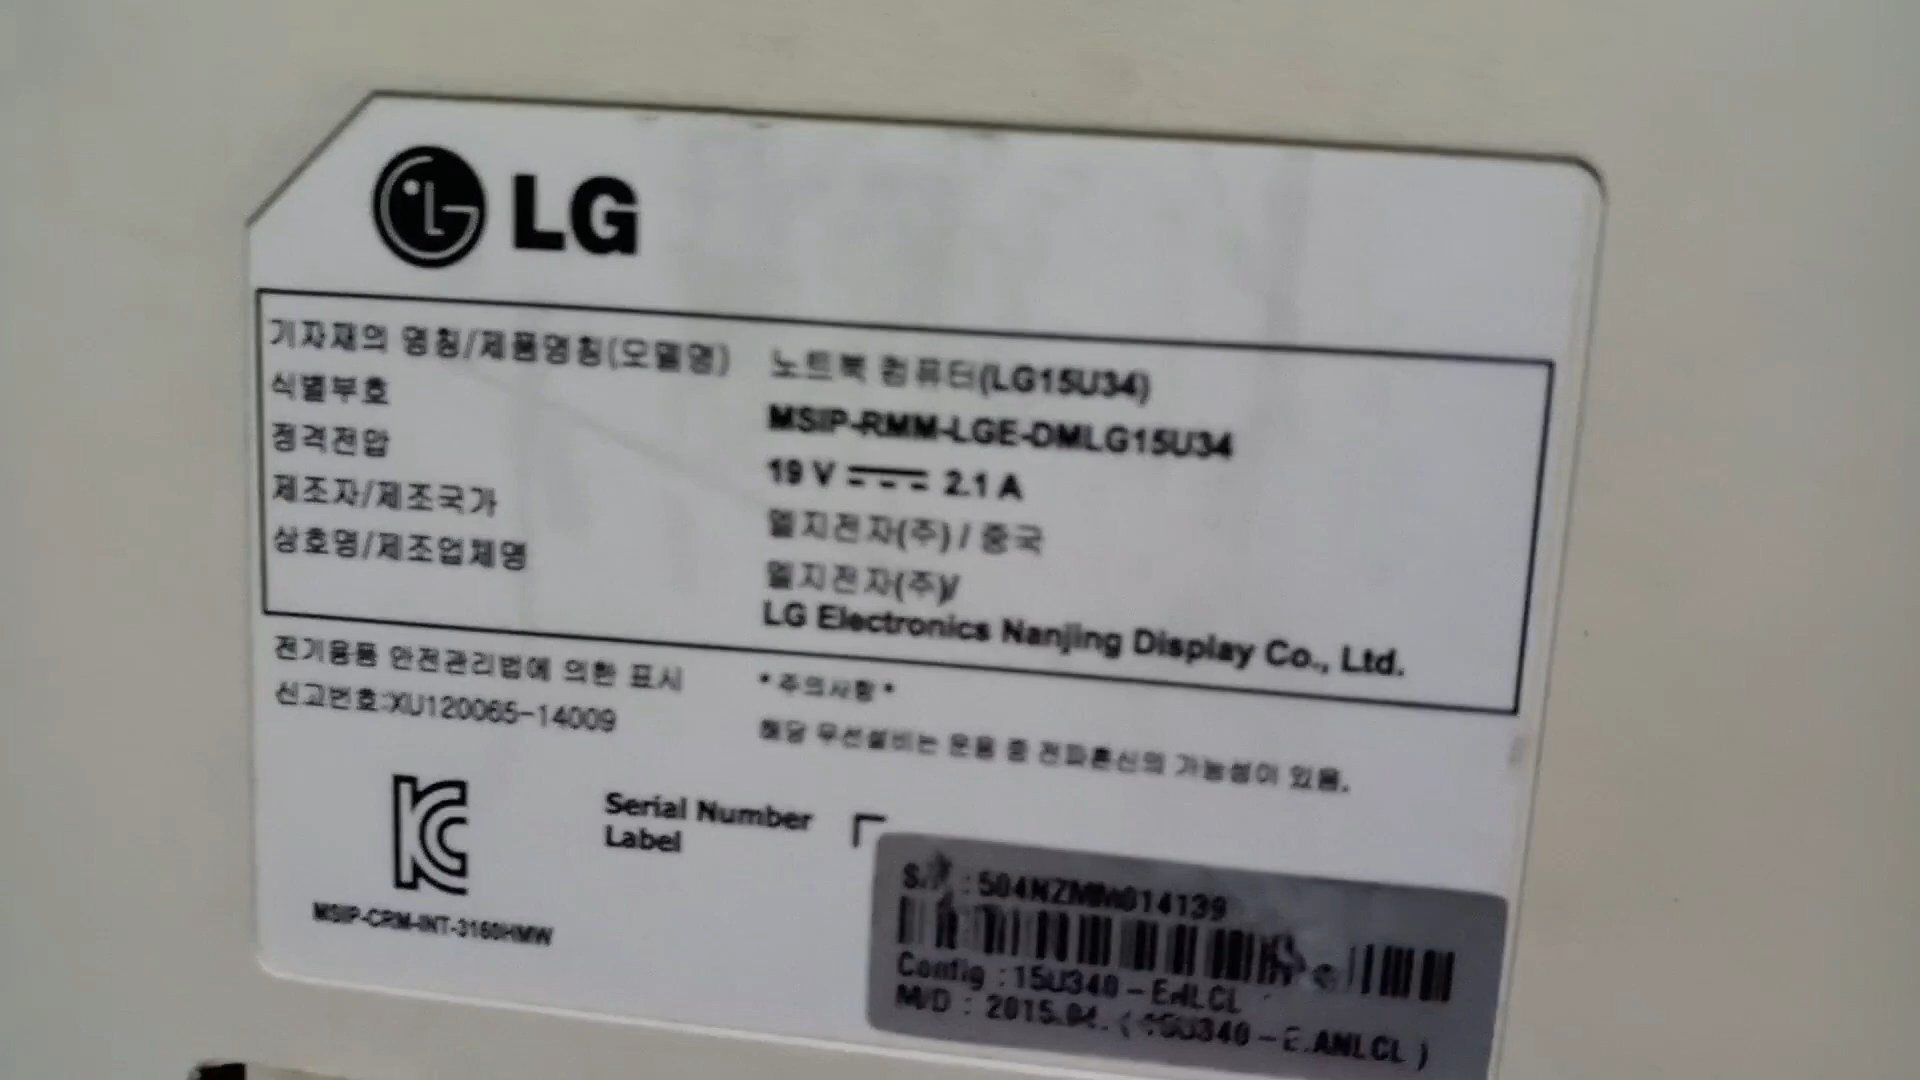 LG
기자재의 명칭/제품명칭(모델명) 노트북 컴퓨터(LG15U34)
식별부호 MSIP-RMM-LGE-DMLG15U34
정격전압 19 V 2.1 A
제조자/제조국가 엘지전자(주) / 중국
상호명/제조업체명 엘지전자(주)/
LG Electronics Nanjing Display Co., Ltd.
전기용품 안전관리법에 의한 표시
신고번호:XU120065-14009
* 주의사항 *
해당 무선설비는 운용 중 전파혼신의 가능성이 있음.
Serial Number
Label
MSIP-CRM-INT-3160HMW
Config : 15U340 -
M/D : 2015.04. ( 15U340 - E.ANLCL )